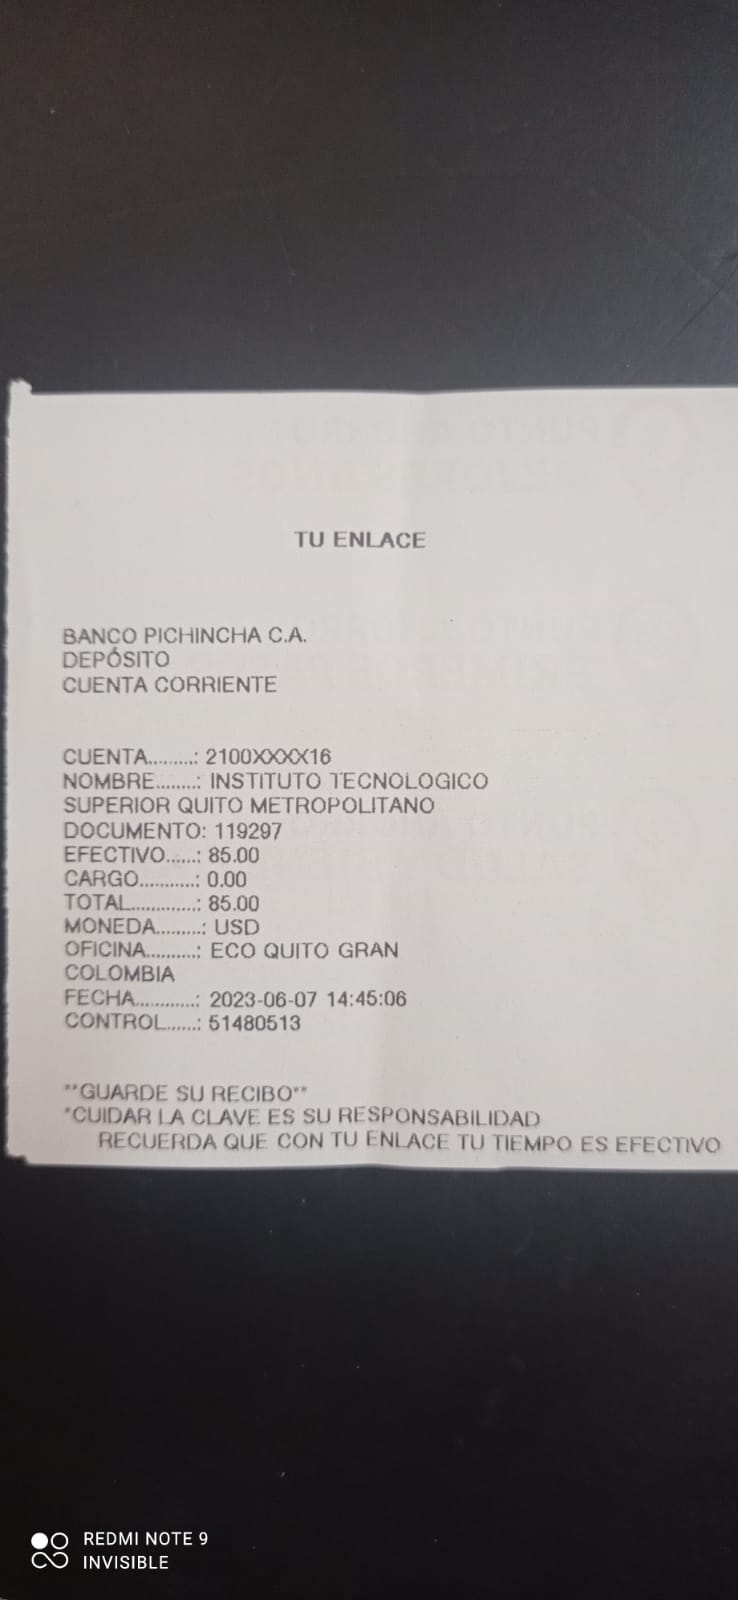 TU ENLACE
BANCO PICHINCHA C.A.
DEPÓSITO
CUENTA CORRIENTE
CUENTA.........: 2100XXXX16
NOMBRE........: INSTITUTO TECNOLOGICO
SUPERIOR QUITO METROPOLITANO
DOCUMENTO: 119297
EFECTIVO......: 85.00
CARGO...........: 0.00
TOTAL.............: 85.00
MONEDA.........: USD
OFICINA..........: ECO QUITO GRAN
COLOMBIA
FECHA............: 2023-06-07 14:45:06
CONTROL......: 51480513
**GUARDE SU RECIBO**
*CUIDAR LA CLAVE ES SU RESPONSABILIDAD
RECUERDA QUE CON TU ENLACE TU TIEMPO ES EFECTIVO
REDMI NOTE 9
INVISIBLE